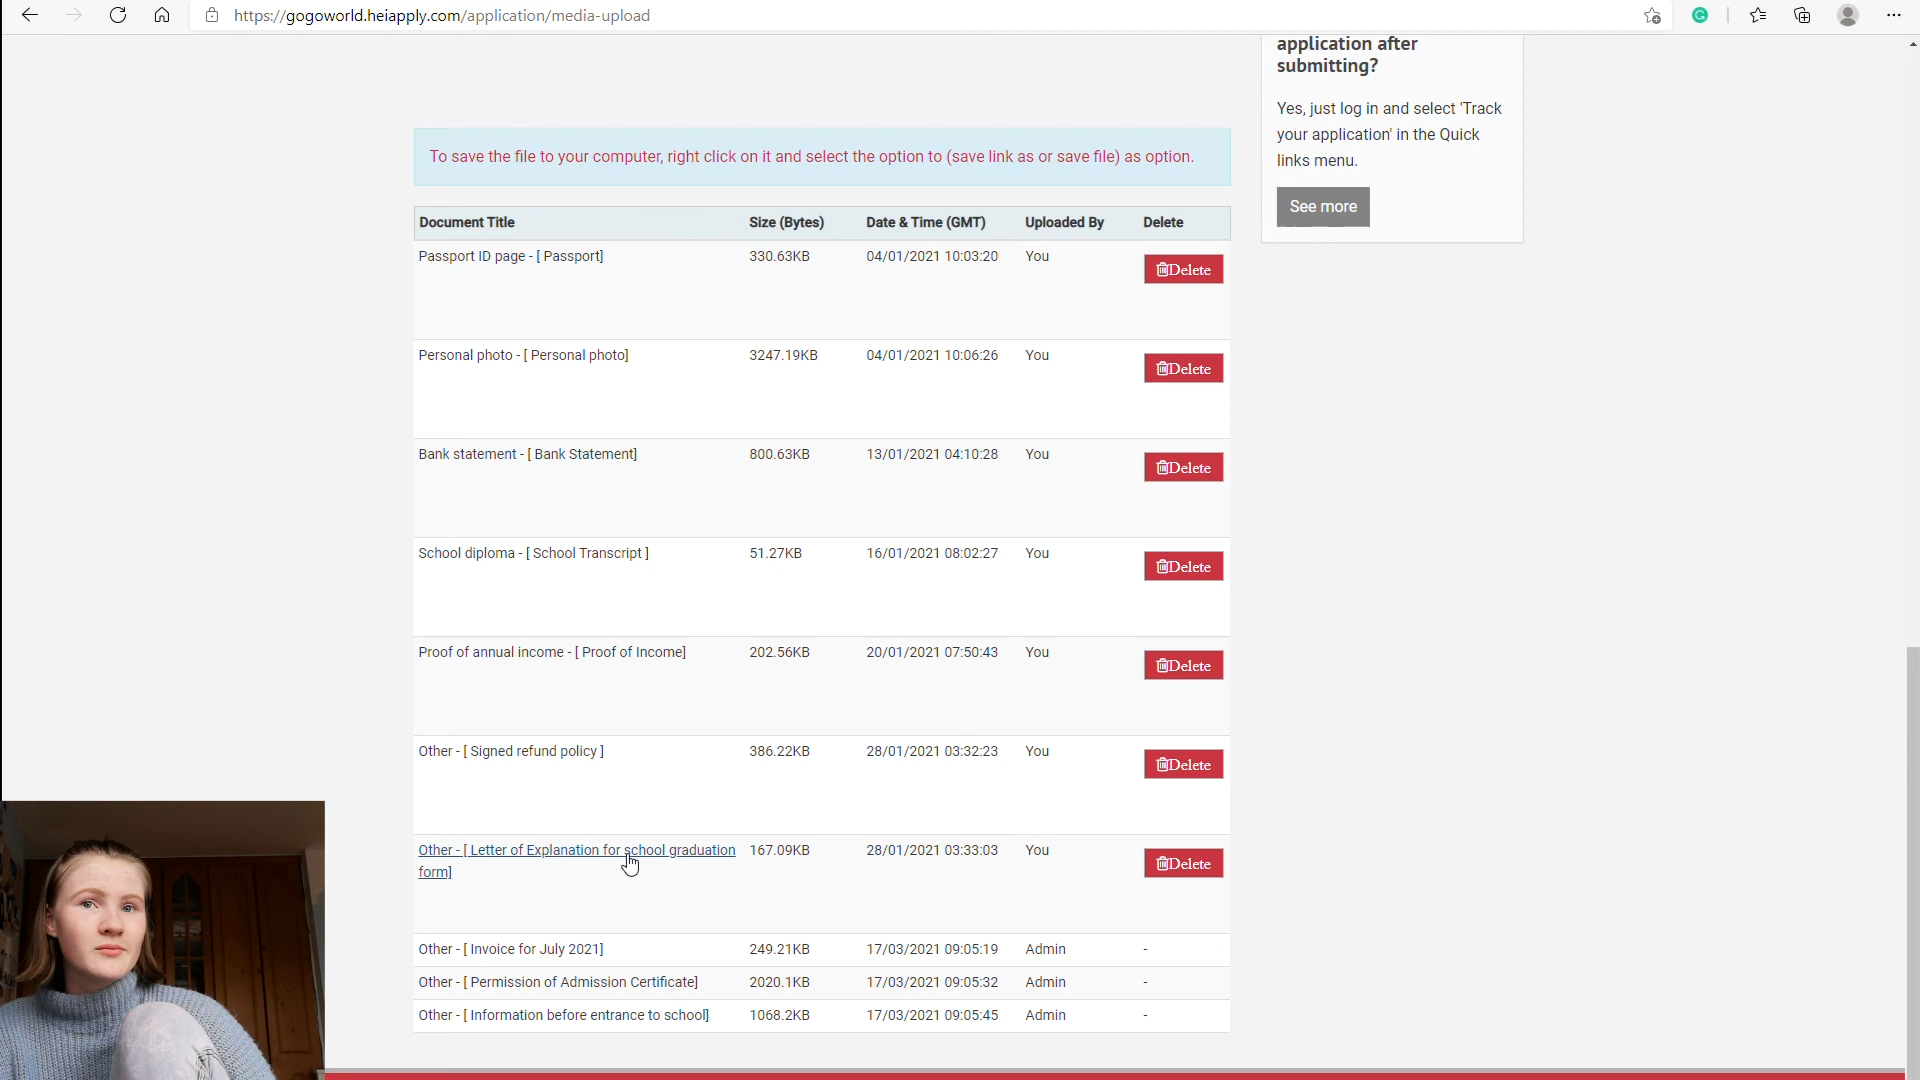 https://gogoworld.heiapply.com/application/media-upload
application after
submitting?
Yes, just log in and select 'Track
your application' in the Quick
links menu.
See more
To save the file to your computer, right click on it and select the option to (save link as or save file) as option.
Document Title Size (Bytes) Date & Time (GMT) Uploaded By Delete
Passport ID page - [ Passport] 330.63KB 04/01/2021 10:03:20 You Delete
Personal photo - [ Personal photo] 3247.19KB 04/01/2021 10:06:26 You Delete
Bank statement - [ Bank Statement] 800.63KB 13/01/2021 04:10:28 You Delete
School diploma - [ School Transcript ] 51.27KB 16/01/2021 08:02:27 You Delete
Proof of annual income - [ Proof of Income] 202.56KB 20/01/2021 07:50:43 You Delete
Other - [ Signed refund policy ] 386.22KB 28/01/2021 03:32:23 You Delete
Other - [ Letter of Explanation for school graduation 167.09KB 28/01/2021 03:33:03 You Delete
form]
Other - [ Invoice for July 2021] 249.21KB 17/03/2021 09:05:19 Admin -
Other - [ Permission of Admission Certificate] 2020.1KB 17/03/2021 09:05:32 Admin -
Other - [ Information before entrance to school] 1068.2KB 17/03/2021 09:05:45 Admin -